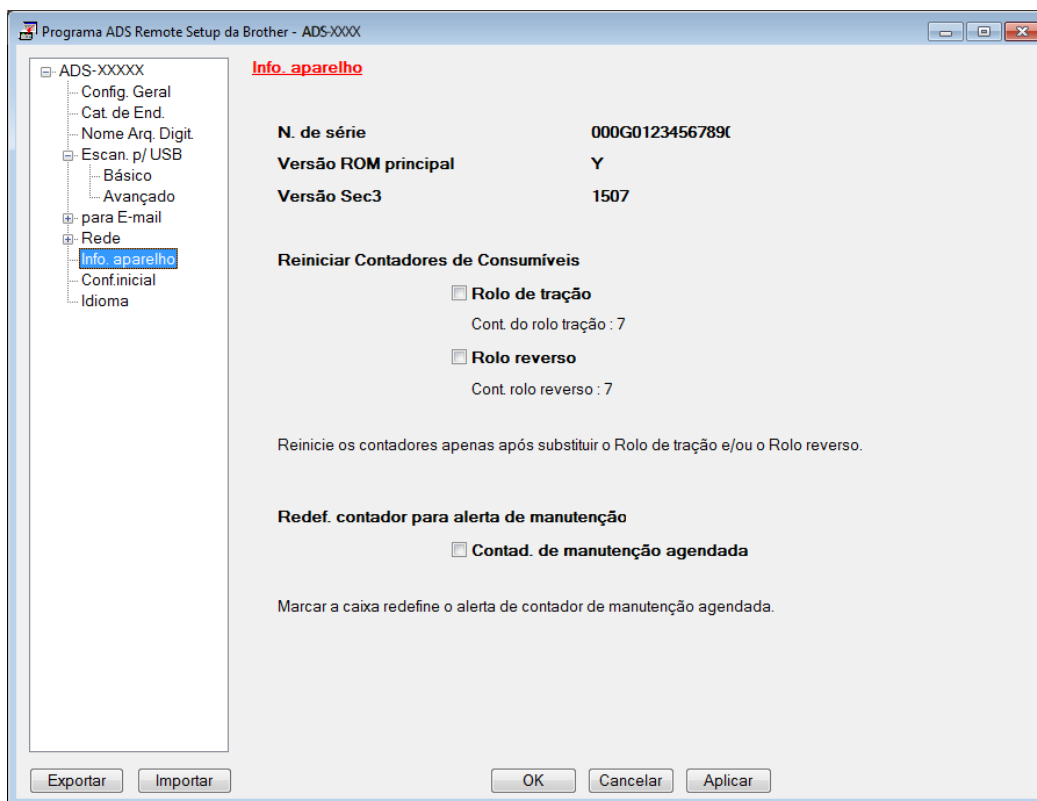 Programa ADS Remote Setup da Brother - ADS-XXXX
ADS-XXXXX
Config. Geral
Cat. de End.
Nome Arq. Digit.
Escan. p/ USB
Básico
Avançado
para E-mail
Rede
Info. aparelho
Conf.inicial
Idioma
Info. aparelho
N. de série 000G0123456789(
Versão ROM principal Y
Versão Sec3 1507
Reiniciar Contadores de Consumíveis
Rolo de tração
Cont. do rolo tração : 7
Rolo reverso
Cont. rolo reverso : 7
Reinicie os contadores apenas após substituir o Rolo de tração e/ou o Rolo reverso.
Redef. contador para alerta de manutenção
Contad. de manutenção agendada
Marcar a caixa redefine o alerta de contador de manutenção agendada.
Exportar Importar OK Cancelar Aplicar